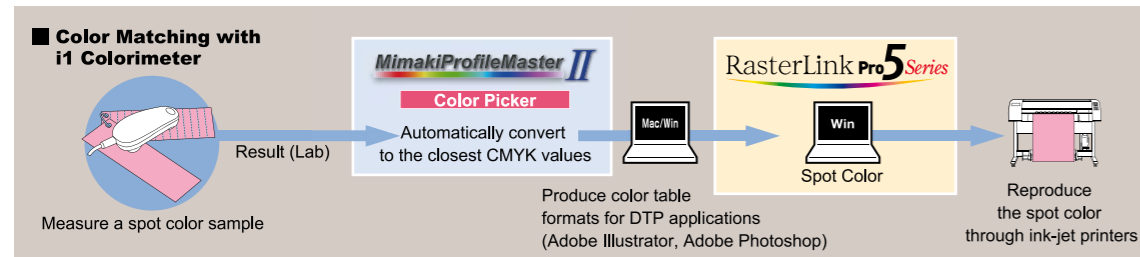 ■ Color Matching with
i1 Colorimeter
Measure a spot color sample
Result (Lab)
MimakiProfileMaster II
Color Picker
Automatically convert
to the closest CMYK values
Mac/Win
Produce color table
formats for DTP applications
(Adobe Illustrator, Adobe Photoshop)
RasterLink Pro5 Series
Win
Spot Color
Reproduce
the spot color
through ink-jet printers